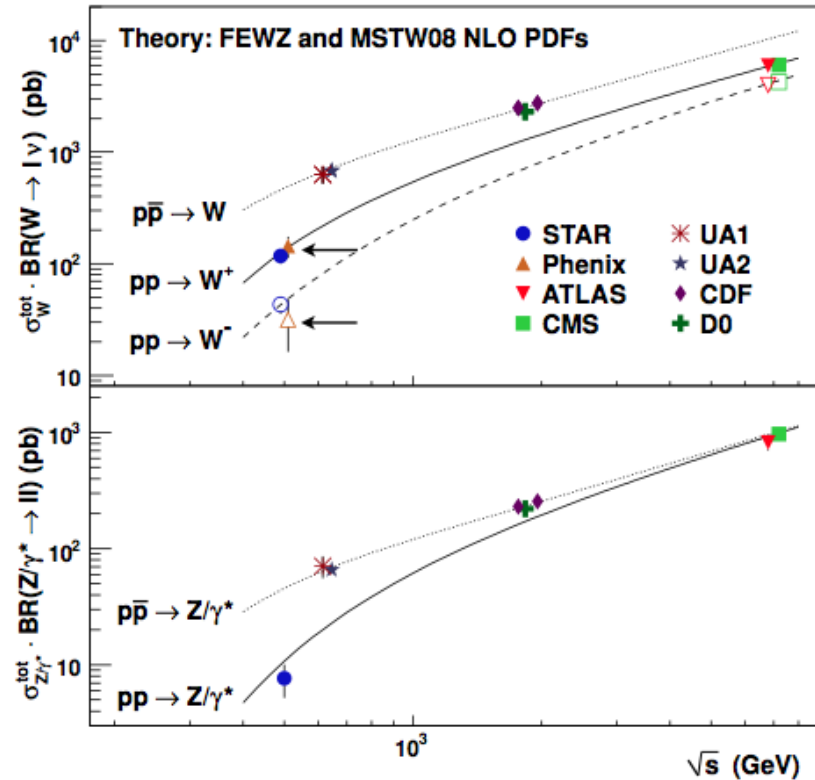 Theory: FEWZ and MSTW08 NLO PDFs
σ_W^tot · BR(W → l ν) (pb)
10⁴
10³
10²
10
pp̅ → W
pp → W⁺
pp → W⁻
STAR
Phenix
ATLAS
CMS
UA1
UA2
CDF
D0
σ_Z/γ*^tot · BR(Z/γ* → ll) (pb)
10³
10²
10
pp̅ → Z/γ*
pp → Z/γ*
10³
√s (GeV)